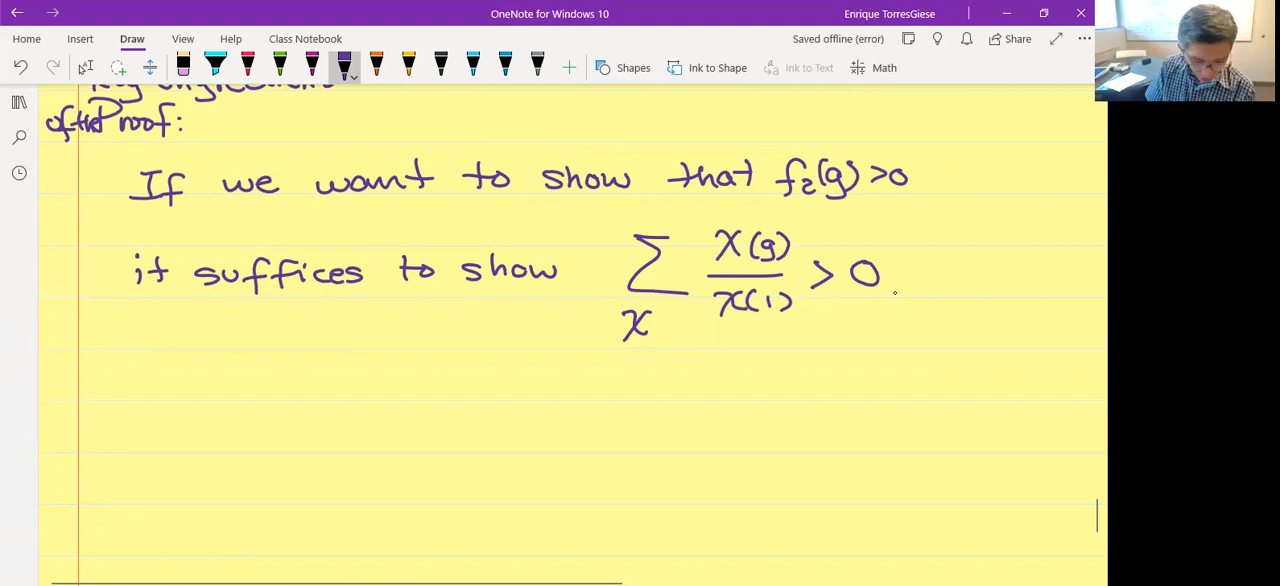 OneNote for Windows 10
Enrique TorresGiese
Home Insert Draw View Help Class Notebook
Saved offline (error)
Share
Shapes
Ink to Shape
Ink to Text
Math
of the Proof:
If we want to show that f₂(g) > 0
it suffices to show ∑_χ χ(g)/χ(1) > 0.